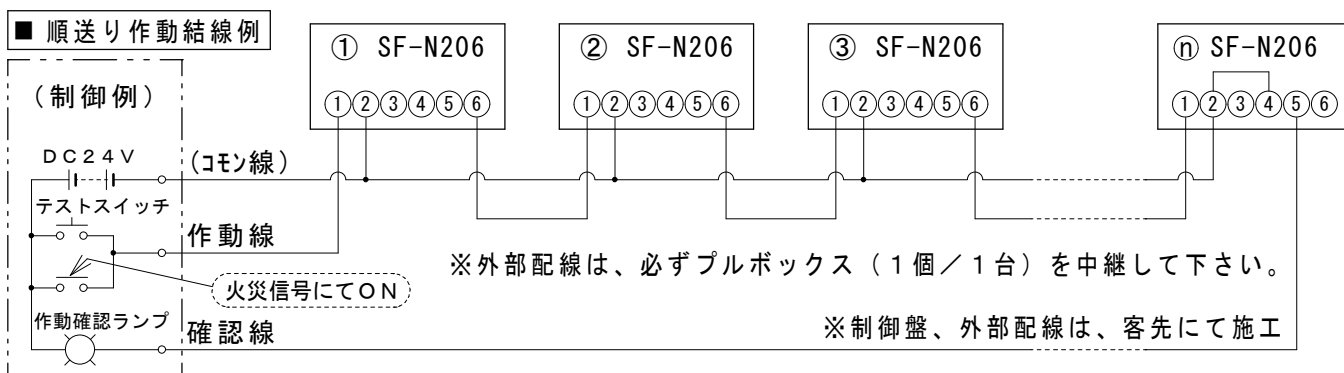 ■ 順送り作動結線例
(制御例)
DC24V
テストスイッチ
火災信号にてON
作動確認ランプ
(コモン線)
作動線
確認線
① SF-N206
①②③④⑤⑥
② SF-N206
①②③④⑤⑥
③ SF-N206
①②③④⑤⑥
ⓝ SF-N206
①②③④⑤⑥
※外部配線は、必ずプルボックス(1個/1台)を中継して下さい。
※制御盤、外部配線は、客先にて施工